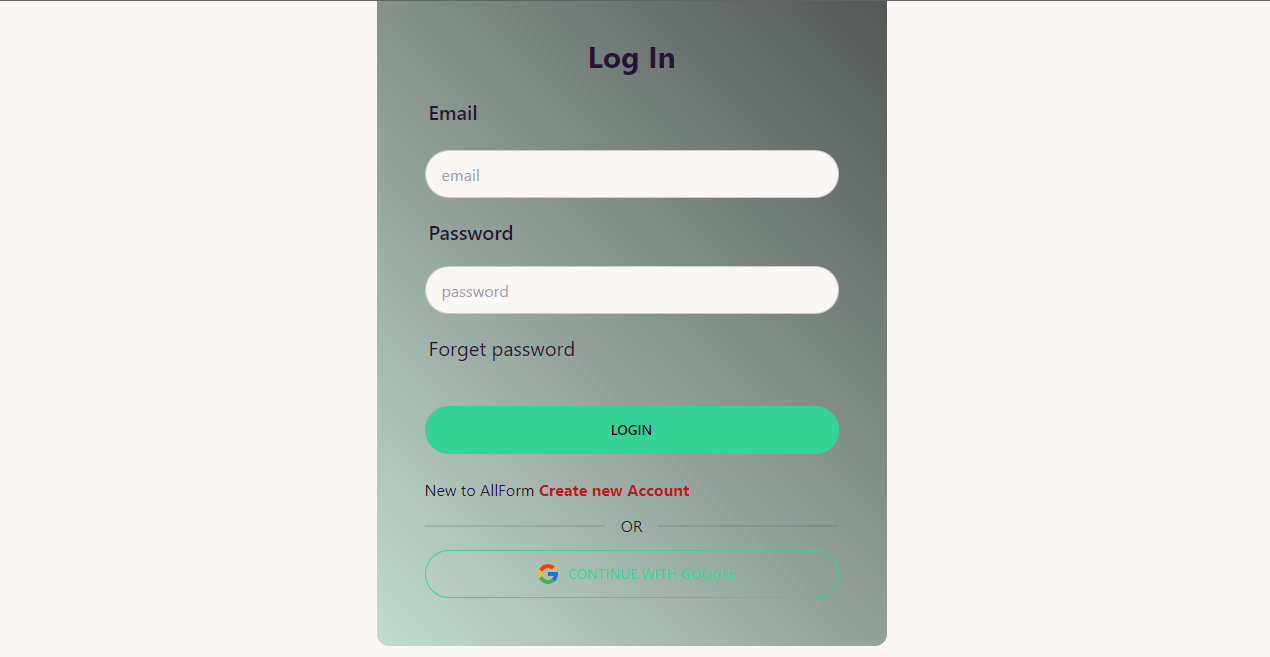 Log In
Email
email
Password
password
Forget password
LOGIN
New to AllForm Create new Account
OR
CONTINUE WITH GOOGLE